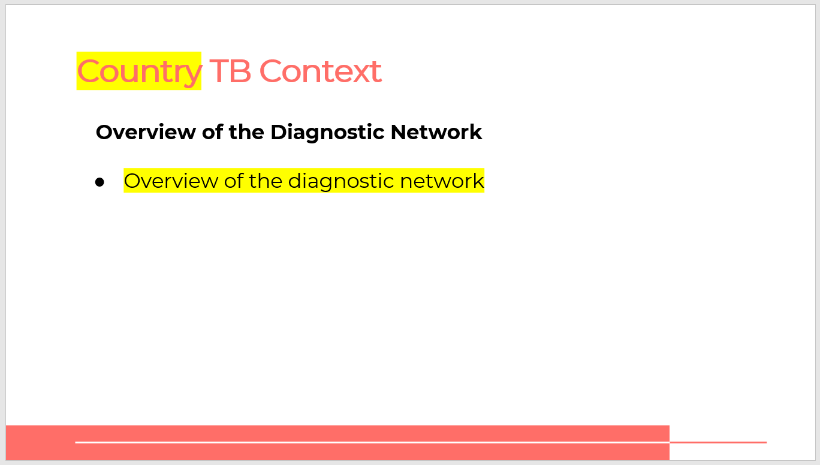 Country TB Context
Overview of the Diagnostic Network
● Overview of the diagnostic network